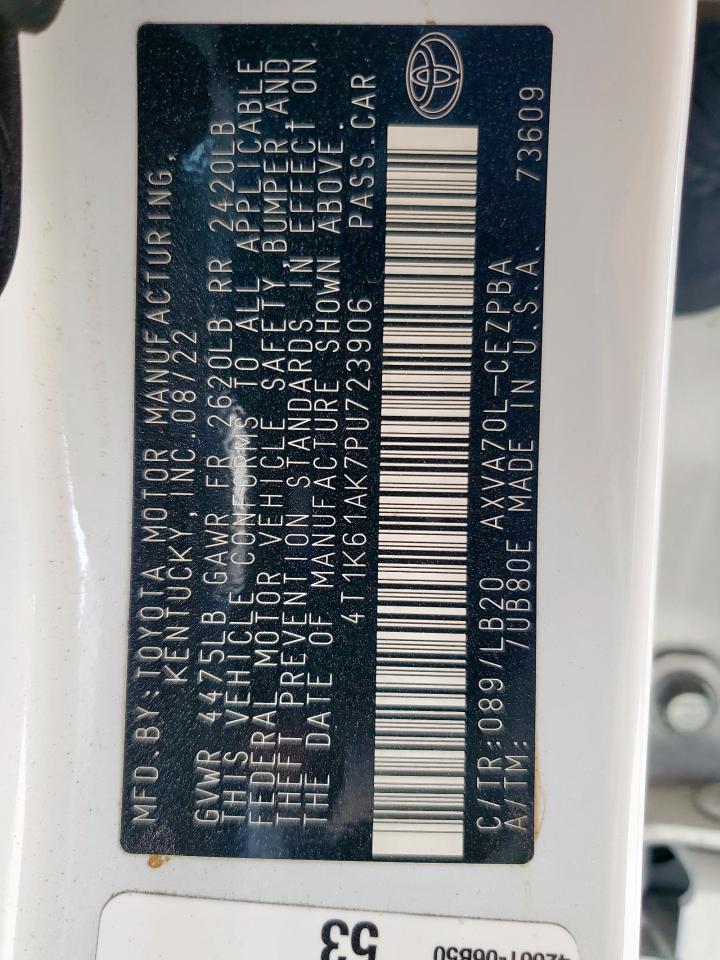 MFD.BY:TOYOTA MOTOR MANUFACTURING,
KENTUCKY, INC. 08/22
GVWR 4475LB GAWR FR 2620LB RR 2420LB
THIS VEHICLE CONFORMS TO ALL APPLICABLE
FEDERAL MOTOR VEHICLE SAFETY, BUMPER AND
THEFT PREVENTION STANDARDS IN EFFECT ON
THE DATE OF MANUFACTURE SHOWN ABOVE.
4T1K61AK7PU723906 PASS.CAR
C/TR:089/LB20 AXVA70L-CEZPBA
A/TM: 7UB80E MADE IN U.S.A. 73609
53